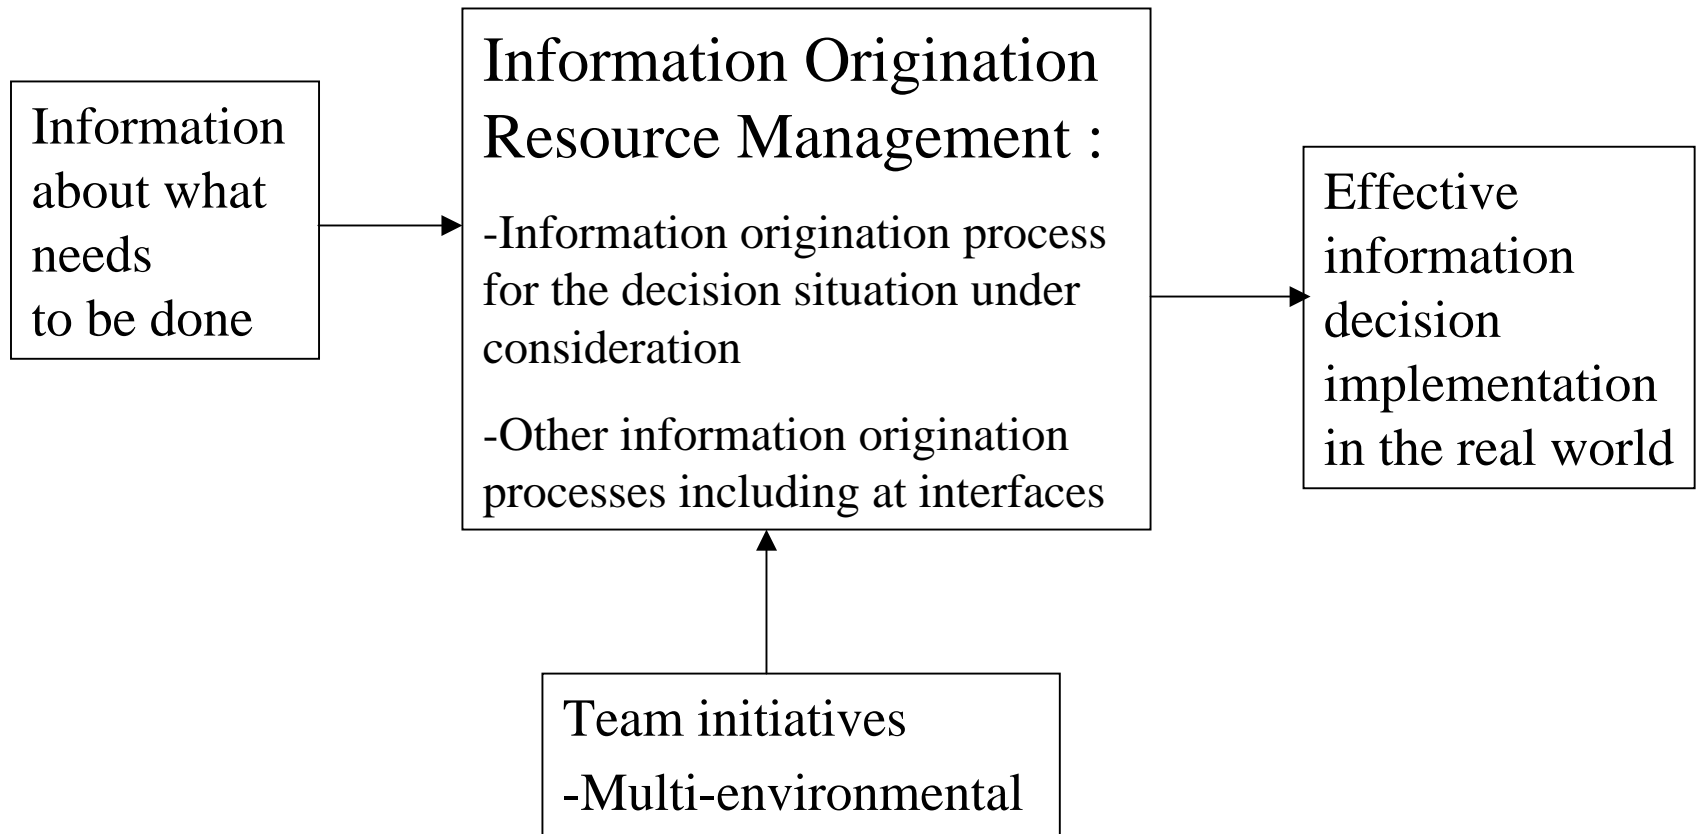 Information
about what
needs
to be done
Information Origination
Resource Management :
-Information origination process
for the decision situation under
consideration
-Other information origination
processes including at interfaces
Effective
information
decision
implementation
in the real world
Team initiatives
-Multi-environmental